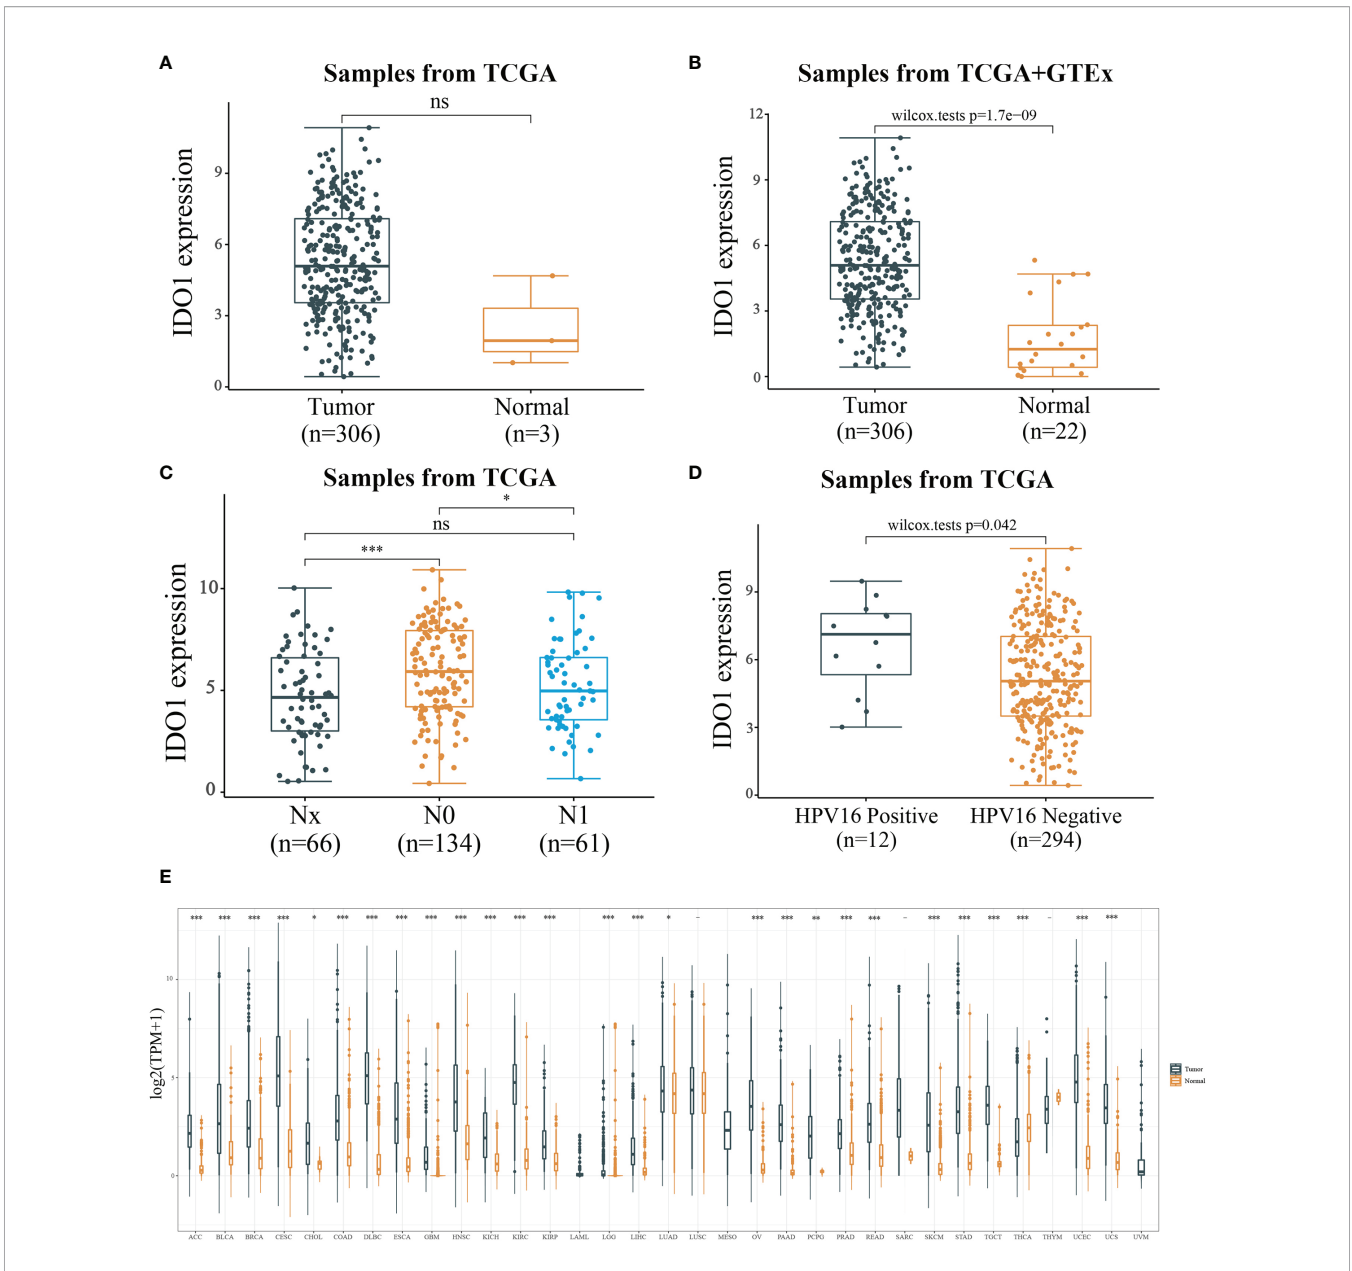 A
Samples from TCGA
ns
IDO1 expression
9
6
3
0
Tumor
(n=306)
Normal
(n=3)
B
Samples from TCGA+GTEx
wilcox.tests p=1.7e−09
IDO1 expression
12
9
6
3
0
Tumor
(n=306)
Normal
(n=22)
C
Samples from TCGA
*
ns
***
IDO1 expression
10
5
0
Nx
(n=66)
N0
(n=134)
N1
(n=61)
D
Samples from TCGA
wilcox.tests p=0.042
IDO1 expression
9
6
3
0
HPV16 Positive
(n=12)
HPV16 Negative
(n=294)
E
*** *** *** *** * *** *** *** *** *** *** *** *** *** *** * – *** *** ** *** *** – *** *** *** *** – *** ***
log2(TPM+1)
10
5
0
ACC BLCA BRCA CESC CHOL COAD DLBC ESCA GBM HNSC KICH KIRC KIRP LAML LGG LIHC LUAD LUSC MESO OV PAAD PCPG PRAD READ SARC SKCM STAD TGCT THCA THYM UCEC UCS UVM
Tumor
Normal